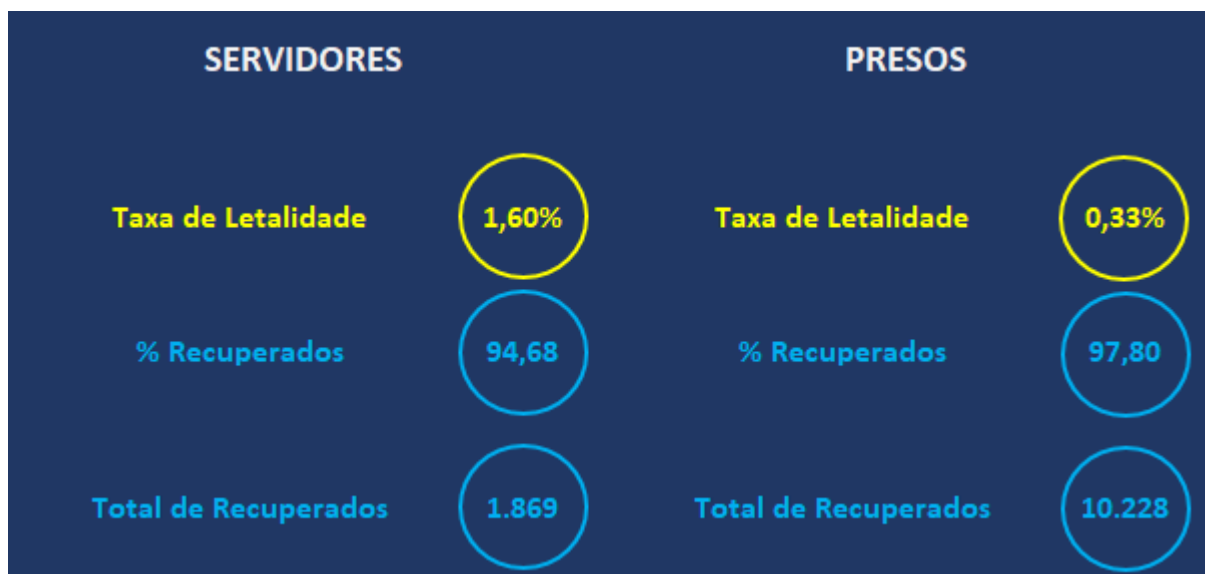 SERVIDORES
Taxa de Letalidade 1,60%
% Recuperados 94,68
Total de Recuperados 1.869
PRESOS
Taxa de Letalidade 0,33%
% Recuperados 97,80
Total de Recuperados 10.228